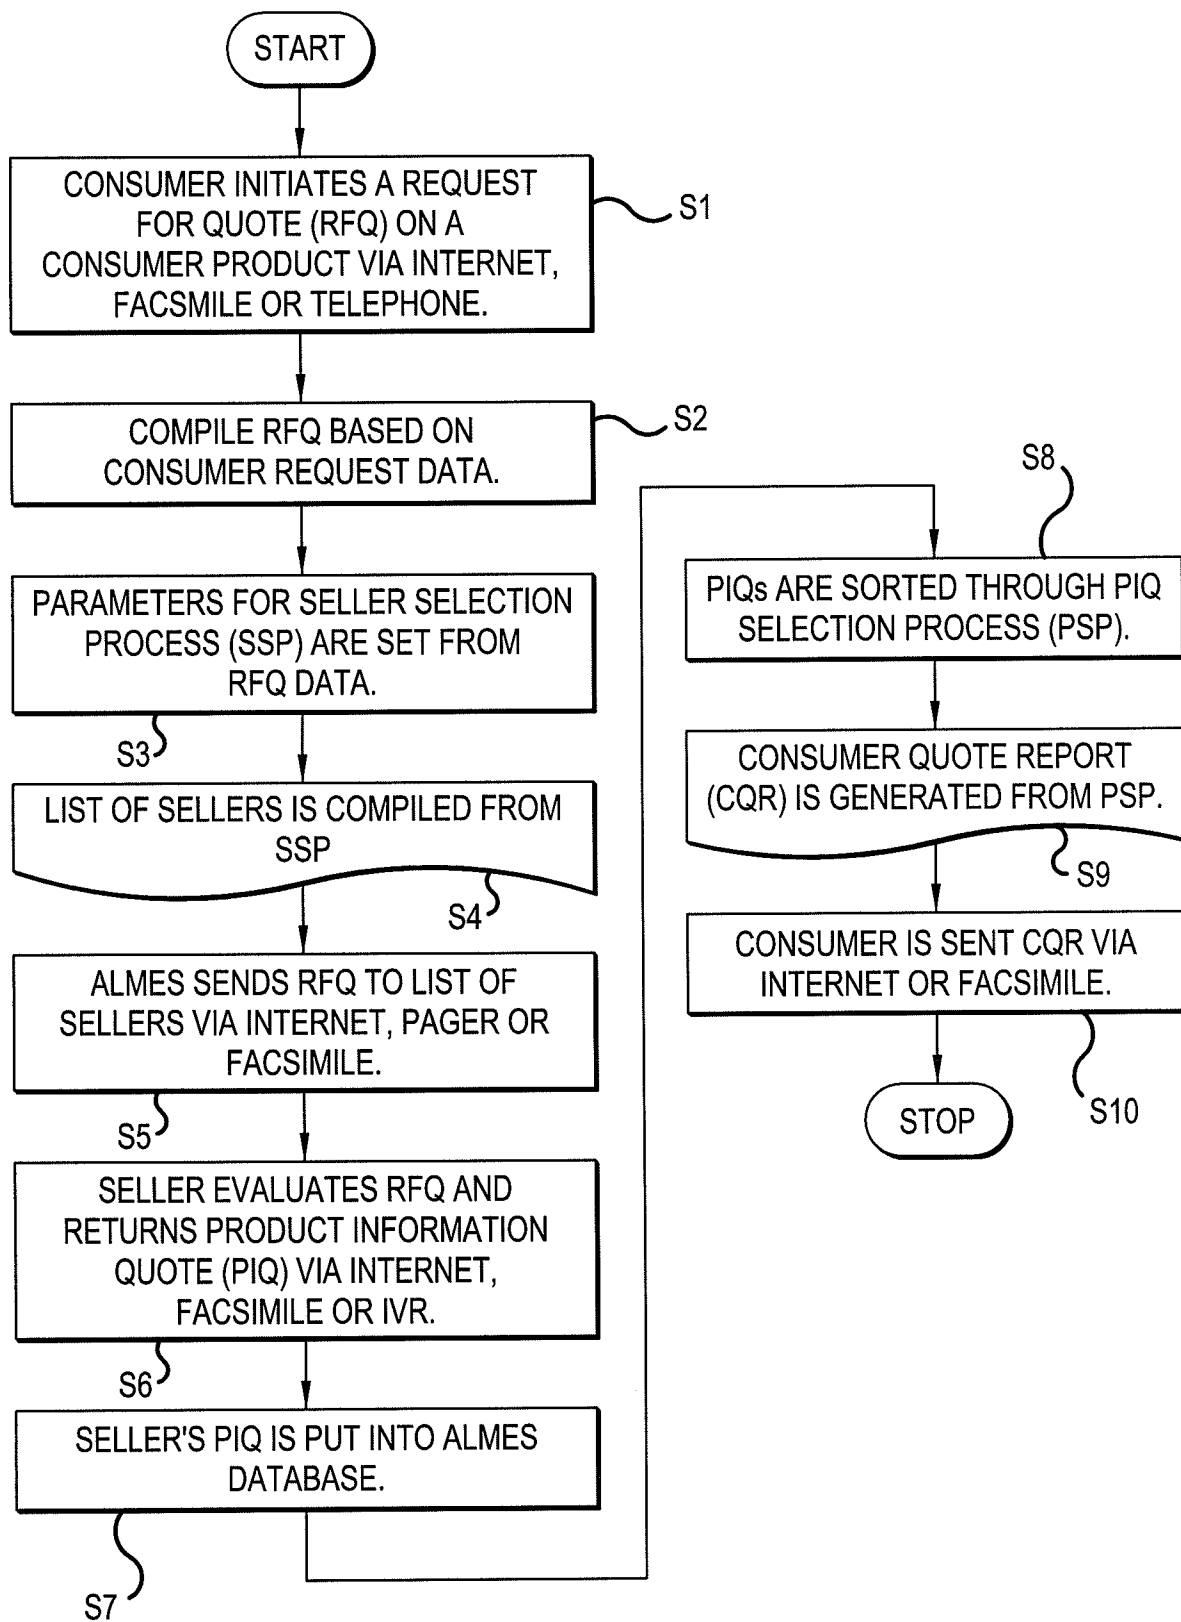 START
CONSUMER INITIATES A REQUEST
FOR QUOTE (RFQ) ON A
CONSUMER PRODUCT VIA INTERNET,
FACSMILE OR TELEPHONE.
S1
COMPILE RFQ BASED ON
CONSUMER REQUEST DATA.
S2
PARAMETERS FOR SELLER SELECTION
PROCESS (SSP) ARE SET FROM
RFQ DATA.
S3
LIST OF SELLERS IS COMPILED FROM
SSP
S4
ALMES SENDS RFQ TO LIST OF
SELLERS VIA INTERNET, PAGER OR
FACSIMILE.
S5
SELLER EVALUATES RFQ AND
RETURNS PRODUCT INFORMATION
QUOTE (PIQ) VIA INTERNET,
FACSIMILE OR IVR.
S6
SELLER'S PIQ IS PUT INTO ALMES
DATABASE.
S7
S8
PIQs ARE SORTED THROUGH PIQ
SELECTION PROCESS (PSP).
CONSUMER QUOTE REPORT
(CQR) IS GENERATED FROM PSP.
S9
CONSUMER IS SENT CQR VIA
INTERNET OR FACSIMILE.
S10
STOP